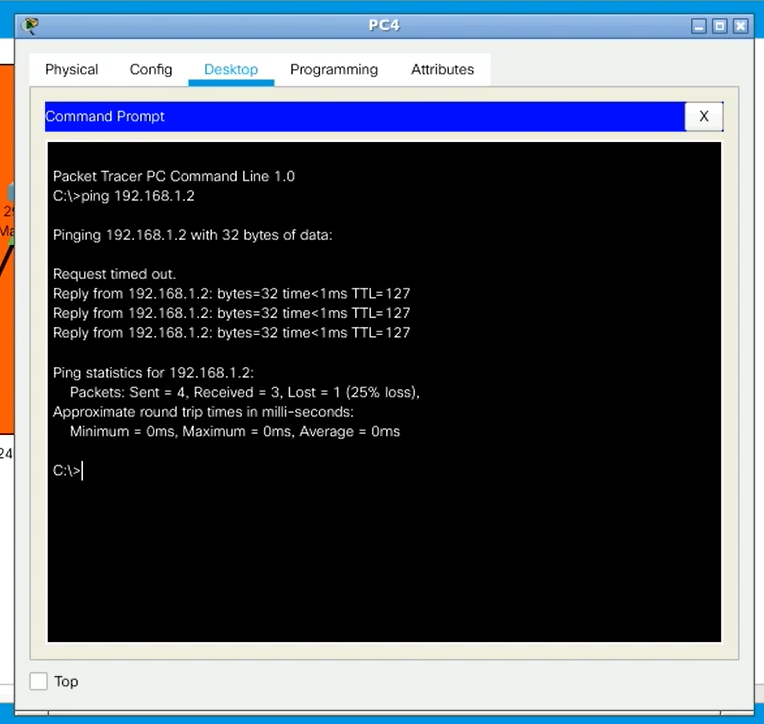 PC4
Physical Config Desktop Programming Attributes
Command Prompt X
Packet Tracer PC Command Line 1.0
C:\>ping 192.168.1.2
Pinging 192.168.1.2 with 32 bytes of data:
Request timed out.
Reply from 192.168.1.2: bytes=32 time<1ms TTL=127
Reply from 192.168.1.2: bytes=32 time<1ms TTL=127
Reply from 192.168.1.2: bytes=32 time<1ms TTL=127
Ping statistics for 192.168.1.2:
Packets: Sent = 4, Received = 3, Lost = 1 (25% loss),
Approximate round trip times in milli-seconds:
Minimum = 0ms, Maximum = 0ms, Average = 0ms
C:\>
Top
24